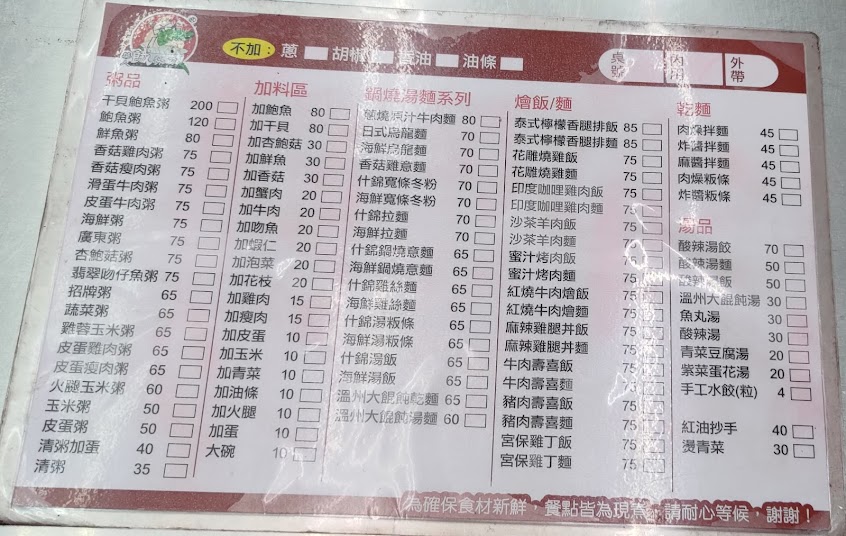 不加：蔥 胡椒 香油 油條
桌號 內用 外帶
粥品
干貝鮑魚粥 200
鮑魚粥 120
鮮魚粥 80
香菇雞肉粥 75
香菇瘦肉粥 75
滑蛋牛肉粥 75
皮蛋牛肉粥 75
海鮮粥 75
廣東粥 75
杏鮑菇粥 75
翡翠吻仔魚粥 75
招牌粥 65
蔬菜粥 65
雞蓉玉米粥 65
皮蛋雞肉粥 65
皮蛋瘦肉粥 65
火腿玉米粥 60
玉米粥 50
皮蛋粥 50
清粥加蛋 40
清粥 35
加料區
加鮑魚 80
加干貝 80
加杏鮑菇 30
加鮮魚 30
加香菇 30
加蟹肉 20
加牛肉 20
加吻魚 20
加蝦仁 20
加泡菜 20
加花枝 20
加雞肉 15
加瘦肉 15
加皮蛋 10
加玉米 10
加青菜 10
加油條 10
加火腿 10
加蛋 10
大碗 10
鍋燒湯麵系列
蔥燒原汁牛肉麵 80
日式烏龍麵 70
海鮮烏龍麵 70
香菇雞意麵 70
什錦寬條冬粉 70
海鮮寬條冬粉 70
什錦拉麵 70
海鮮拉麵 70
什錦鍋燒意麵 65
海鮮鍋燒意麵 65
什錦雞絲麵 65
海鮮雞絲麵 65
什錦湯粄條 65
海鮮湯粄條 65
什錦湯飯 65
海鮮湯飯 65
溫州大餛飩乾麵 65
溫州大餛飩湯麵 60
燴飯/麵
泰式檸檬香腿排飯 85
泰式檸檬香腿排麵 85
花雕燒雞飯 75
花雕燒雞麵 75
印度咖哩雞肉飯 75
印度咖哩雞肉麵 75
沙茶羊肉飯 75
沙茶羊肉麵 75
蜜汁烤肉飯 75
蜜汁烤肉麵 75
紅燒牛肉燴飯 75
紅燒牛肉燴麵 75
麻辣雞腿丼飯 75
麻辣雞腿丼麵 75
牛肉壽喜飯 75
牛肉壽喜麵 75
豬肉壽喜飯 75
豬肉壽喜麵 75
宮保雞丁飯 75
宮保雞丁麵 75
乾麵
肉燥拌麵 45
炸醬拌麵 45
麻醬拌麵 45
肉燥粄條 45
炸醬粄條 45
湯品
酸辣湯餃 70
酸辣湯麵 50
酸辣湯飯 50
溫州大餛飩湯 30
魚丸湯 30
酸辣湯 30
青菜豆腐湯 20
紫菜蛋花湯 20
手工水餃(粒) 4
紅油抄手 40
燙青菜 30
為確保食材新鮮，餐點皆為現煮，請耐心等候，謝謝！